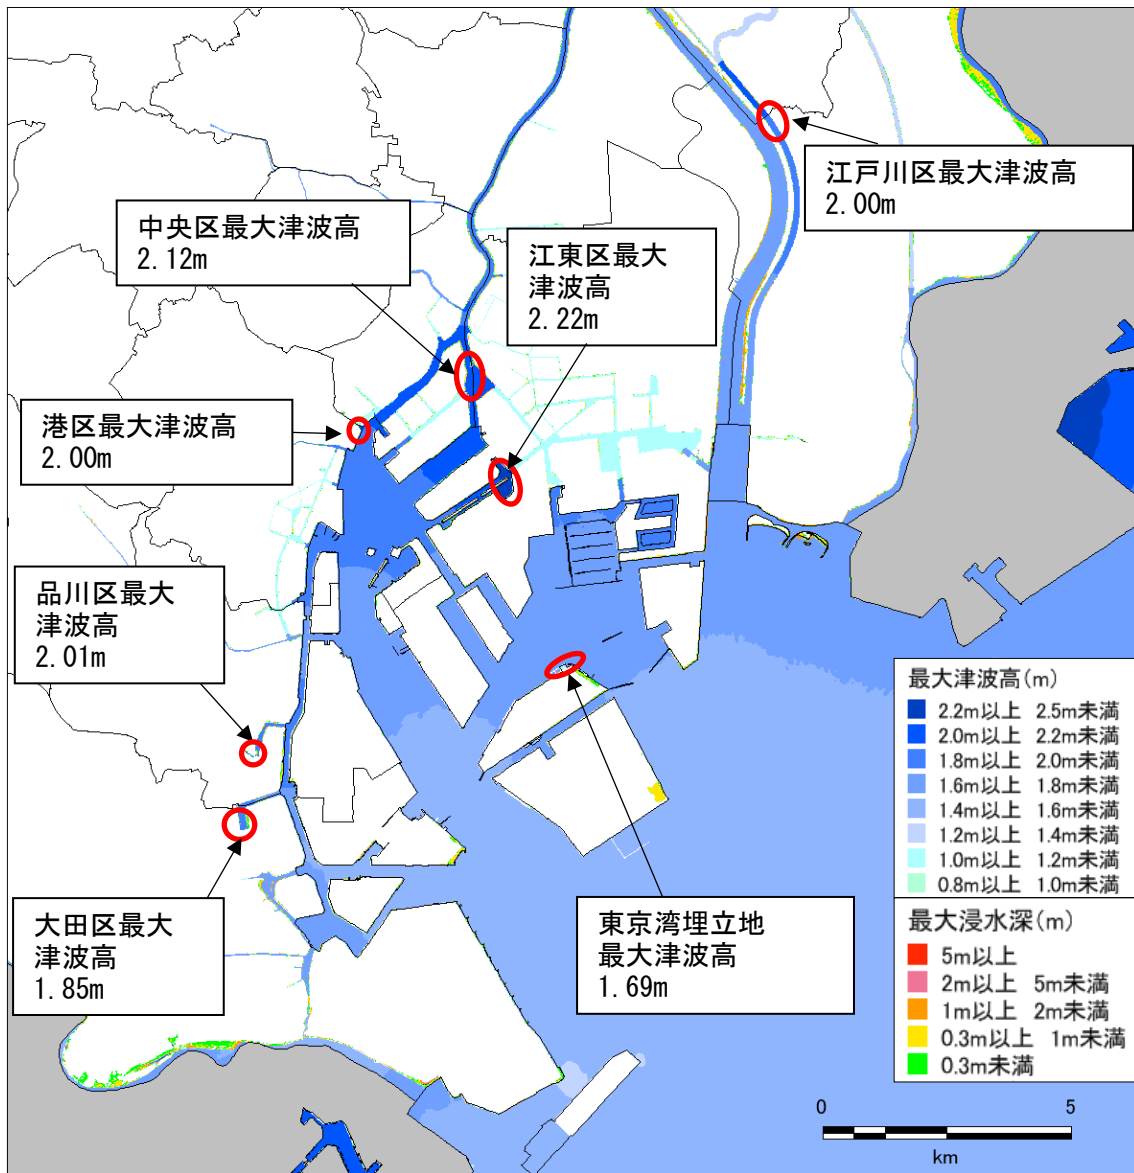 江戸川区最大津波高
2.00m
中央区最大津波高
2.12m
江東区最大
津波高
2.22m
港区最大津波高
2.00m
品川区最大
津波高
2.01m
大田区最大
津波高
1.85m
東京湾埋立地
最大津波高
1.69m
最大津波高(m)
2.2m以上 2.5m未満
2.0m以上 2.2m未満
1.8m以上 2.0m未満
1.6m以上 1.8m未満
1.4m以上 1.6m未満
1.2m以上 1.4m未満
1.0m以上 1.2m未満
0.8m以上 1.0m未満
最大浸水深(m)
5m以上
2m以上 5m未満
1m以上 2m未満
0.3m以上 1m未満
0.3m未満
0 5
km